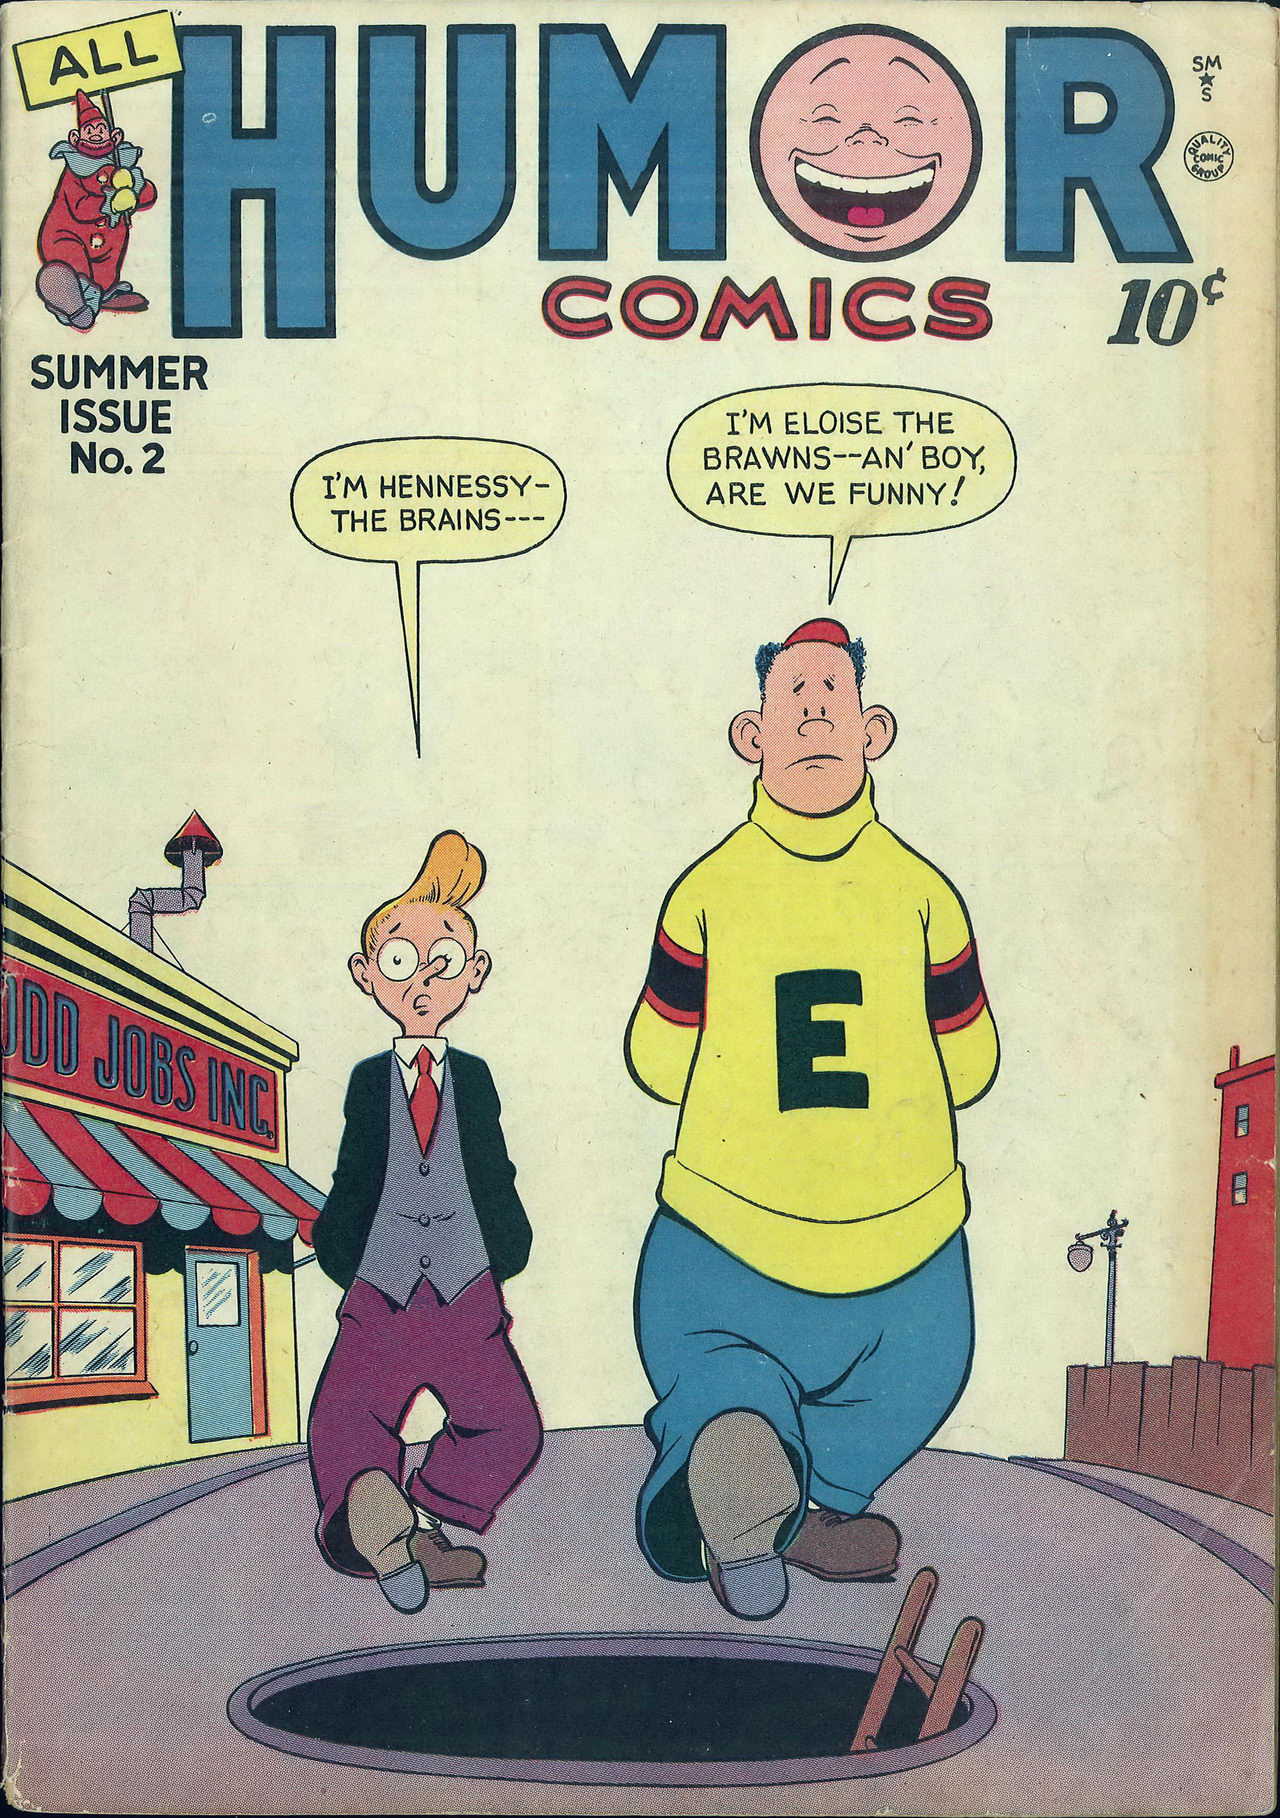 ALL
HUMOR
COMICS
SM
S
QUALITY
COMIC
GROUP
10¢
SUMMER
ISSUE
No. 2
I'M HENNESSY-
THE BRAINS---
I'M ELOISE THE
BRAWNS--AN' BOY,
ARE WE FUNNY!
ODD JOBS INC.
E